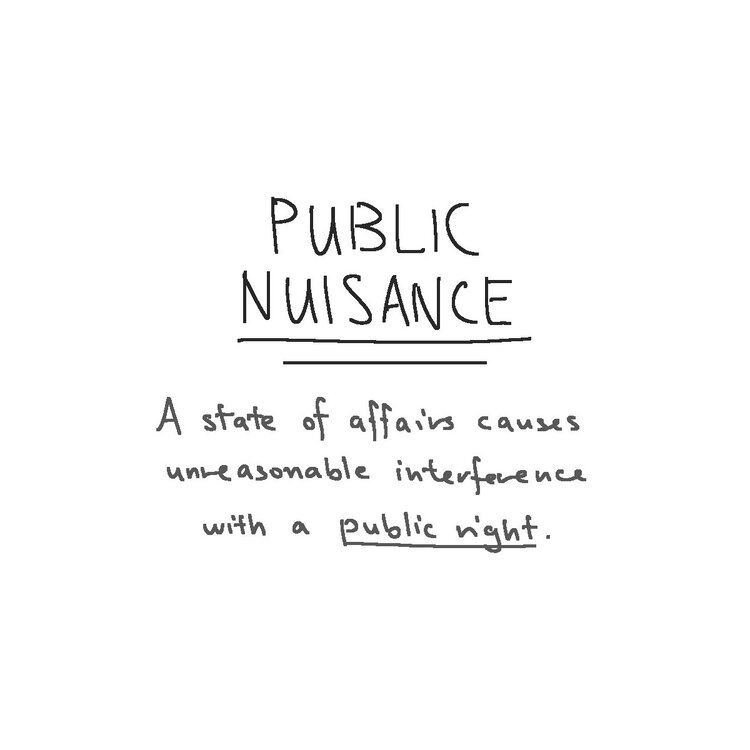 PUBLIC
NUISANCE
A state of affairs causes
unreasonable interference
with a public right.